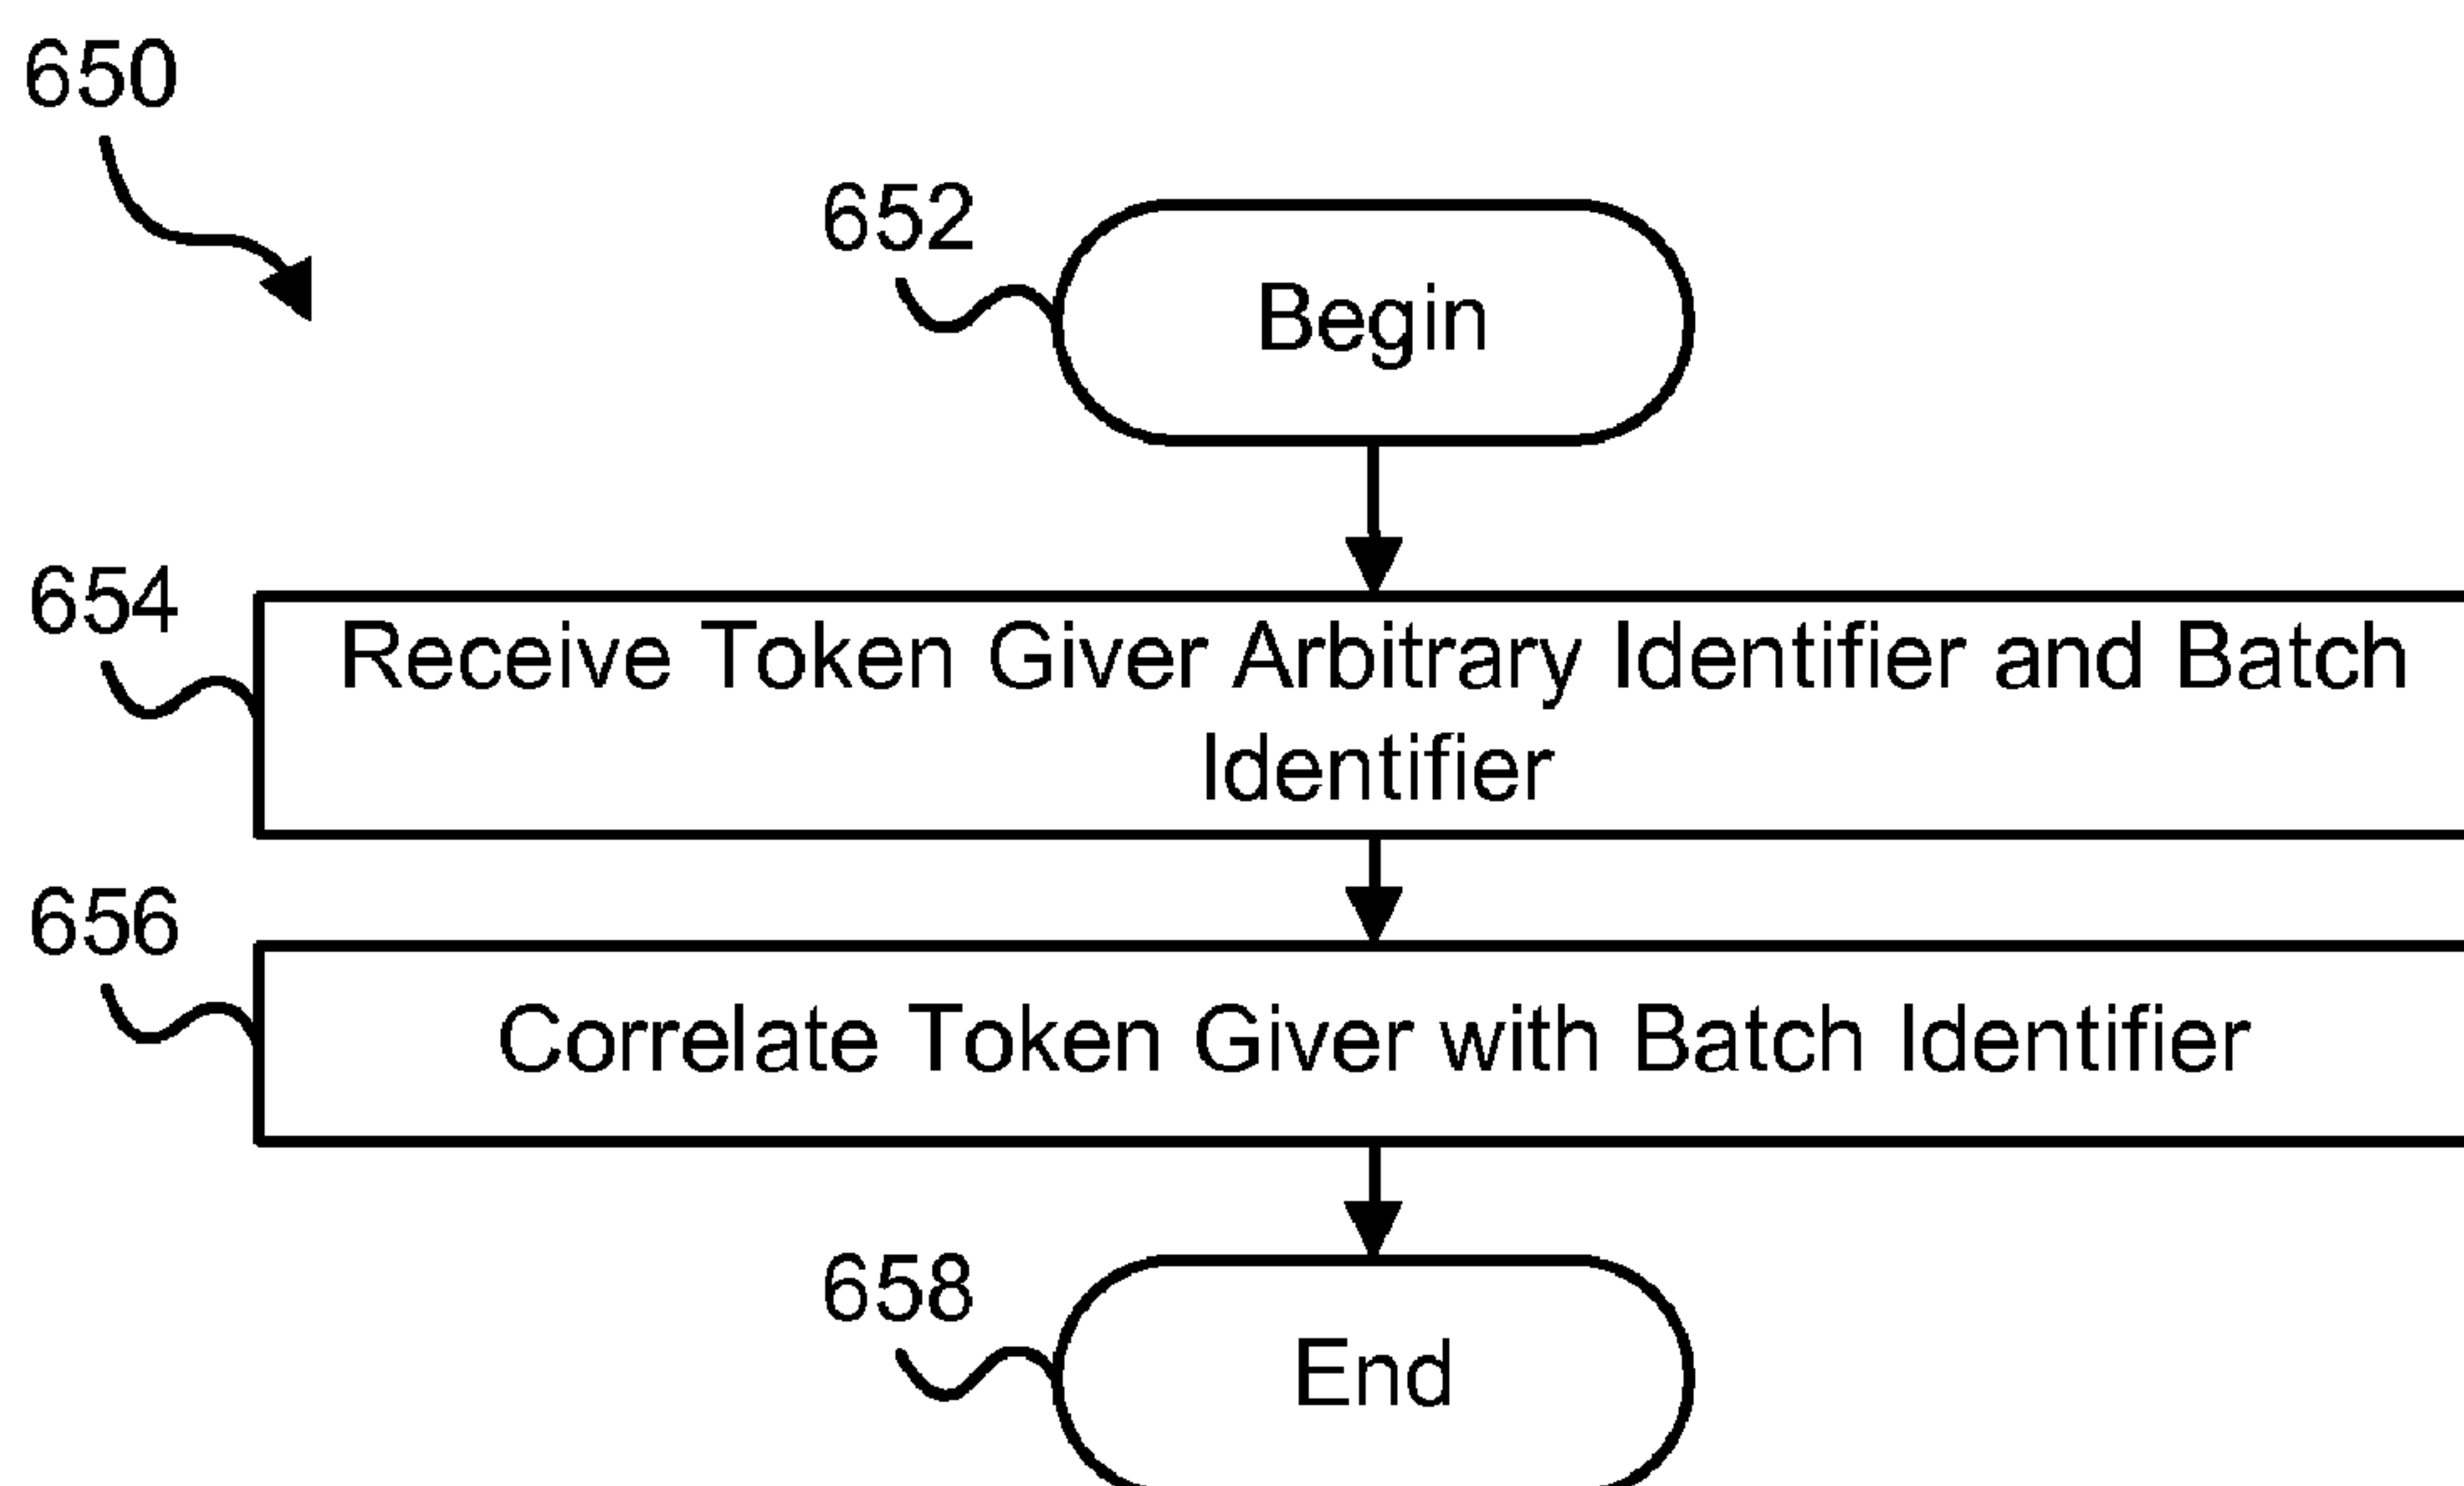 650
652
Begin
654
Receive Token Giver Arbitrary Identifier and Batch
Identifier
656
Correlate Token Giver with Batch Identifier
658
End